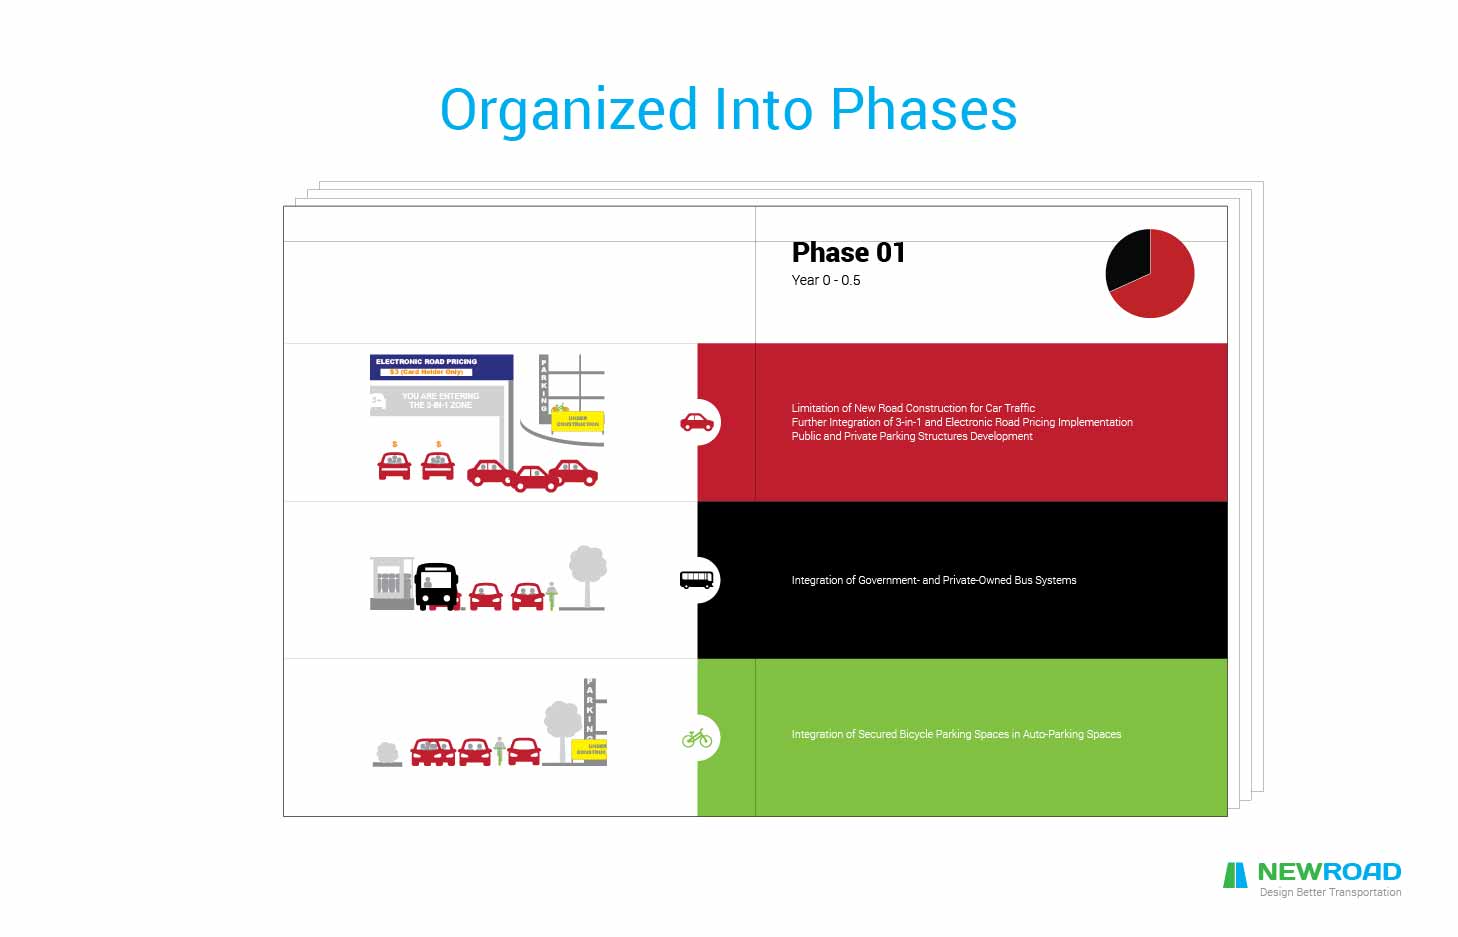 Organized Into Phases
Phase 01
Year 0 - 0.5
ELECTRONIC ROAD PRICING
$3 (Card Holder Only)
YOU ARE ENTERING
THE 3-IN-1 ZONE
3+
PARKING
UNDER
CONSTRUCTION
$
$
Limitation of New Road Construction for Car Traffic
Further Integration of 3-in-1 and Electronic Road Pricing Implementation
Public and Private Parking Structures Development
Integration of Government- and Private-Owned Bus Systems
PARKIN
UNDER
CONSTRUC
Integration of Secured Bicycle Parking Spaces in Auto-Parking Spaces
NEWROAD
Design Better Transportation